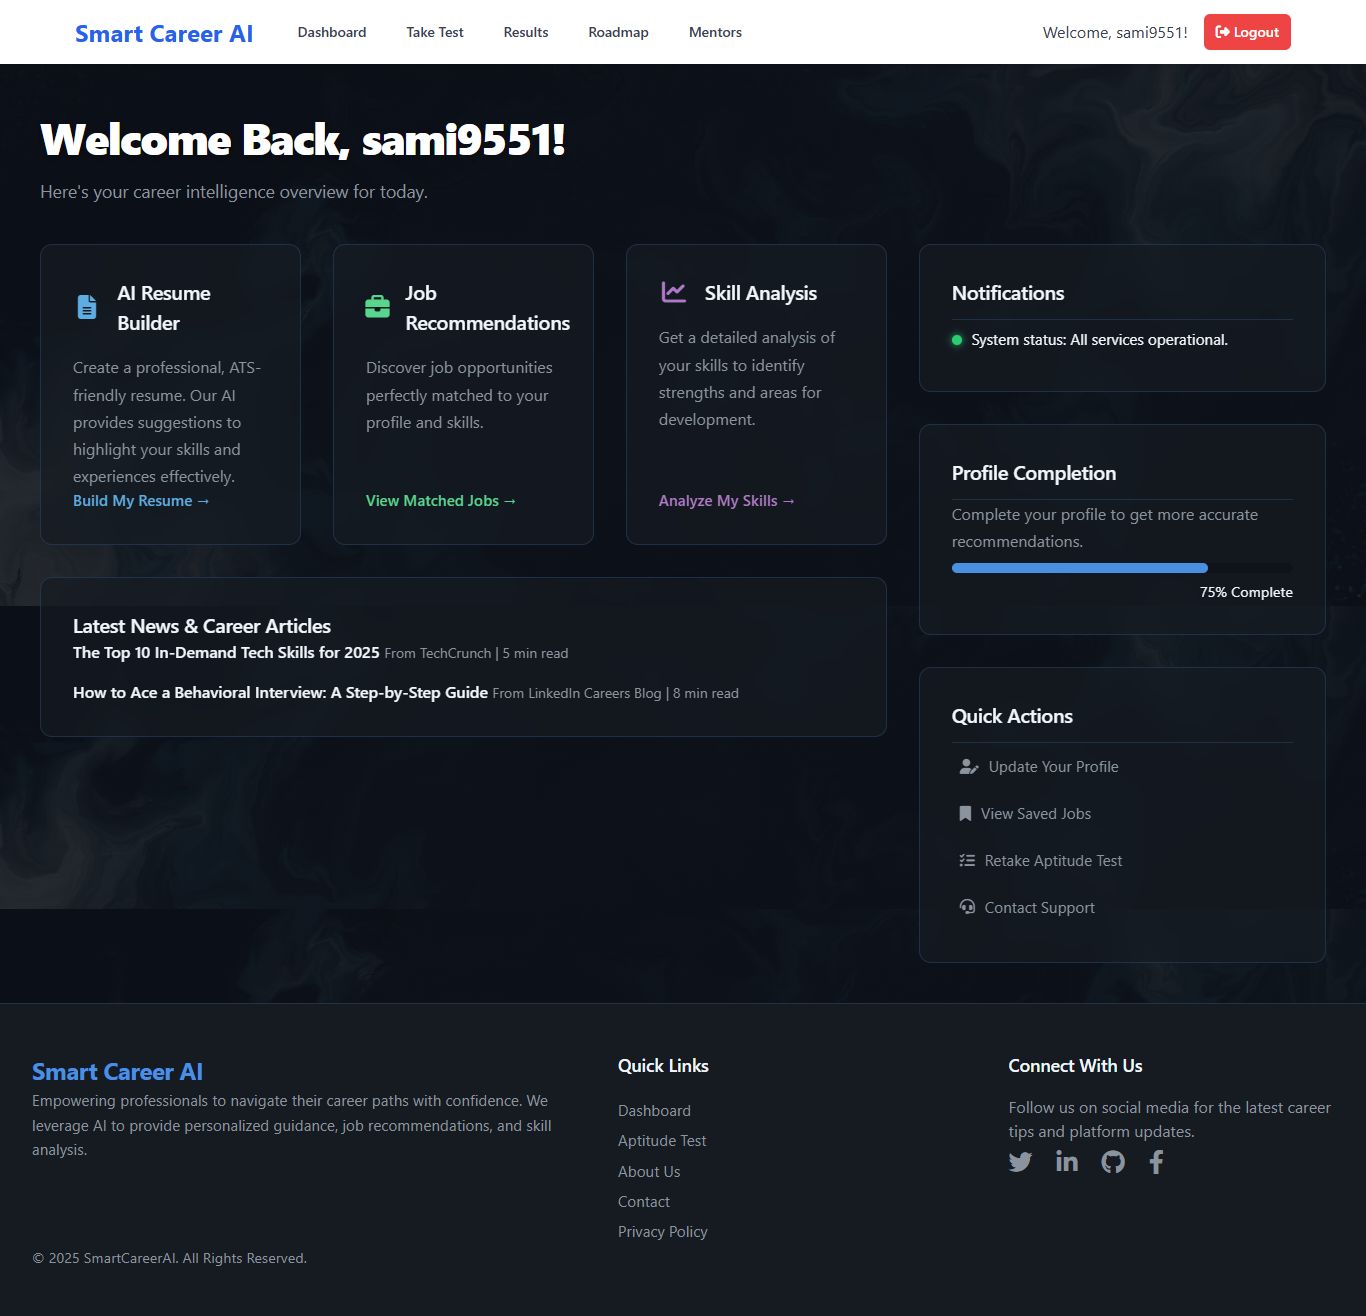 Smart Career AI
Dashboard
Take Test
Results
Roadmap
Mentors
Welcome, sami9551!
Logout
Welcome Back, sami9551!
Here's your career intelligence overview for today.
AI Resume
Builder
Create a professional, ATS-
friendly resume. Our AI
provides suggestions to
highlight your skills and
experiences effectively.
Build My Resume →
Job
Recommendations
Discover job opportunities
perfectly matched to your
profile and skills.
View Matched Jobs →
Skill Analysis
Get a detailed analysis of
your skills to identify
strengths and areas for
development.
Analyze My Skills →
Latest News & Career Articles
The Top 10 In-Demand Tech Skills for 2025 From TechCrunch | 5 min read
How to Ace a Behavioral Interview: A Step-by-Step Guide From LinkedIn Careers Blog | 8 min read
Notifications
System status: All services operational.
Profile Completion
Complete your profile to get more accurate
recommendations.
75% Complete
Quick Actions
Update Your Profile
View Saved Jobs
Retake Aptitude Test
Contact Support
Smart Career AI
Empowering professionals to navigate their career paths with confidence. We
leverage AI to provide personalized guidance, job recommendations, and skill
analysis.
Quick Links
Dashboard
Aptitude Test
About Us
Contact
Privacy Policy
Connect With Us
Follow us on social media for the latest career
tips and platform updates.
© 2025 SmartCareerAI. All Rights Reserved.